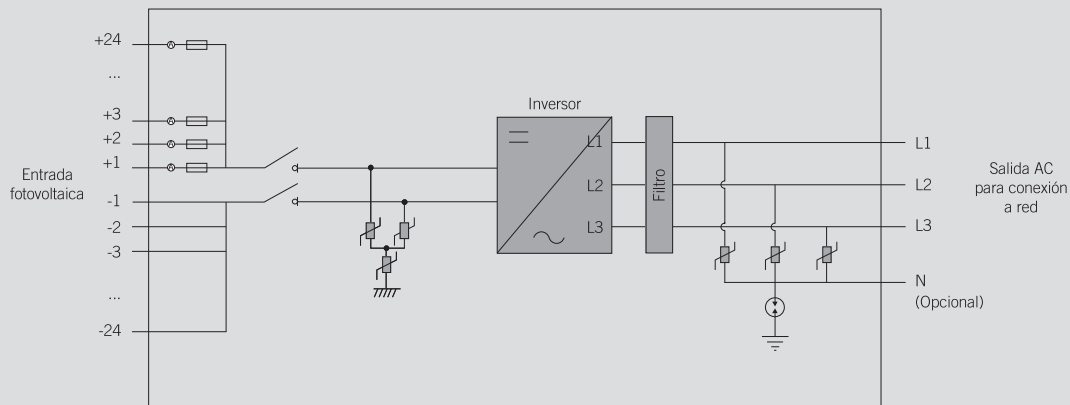 Entrada
fotovoltaica
+24
...
+3
+2
+1
-1
-2
-3
...
-24
A
A
A
A
Inversor
L1
L2
L3
Filtro
L1
L2
L3
N
(Opcional)
Salida AC
para conexión
a red